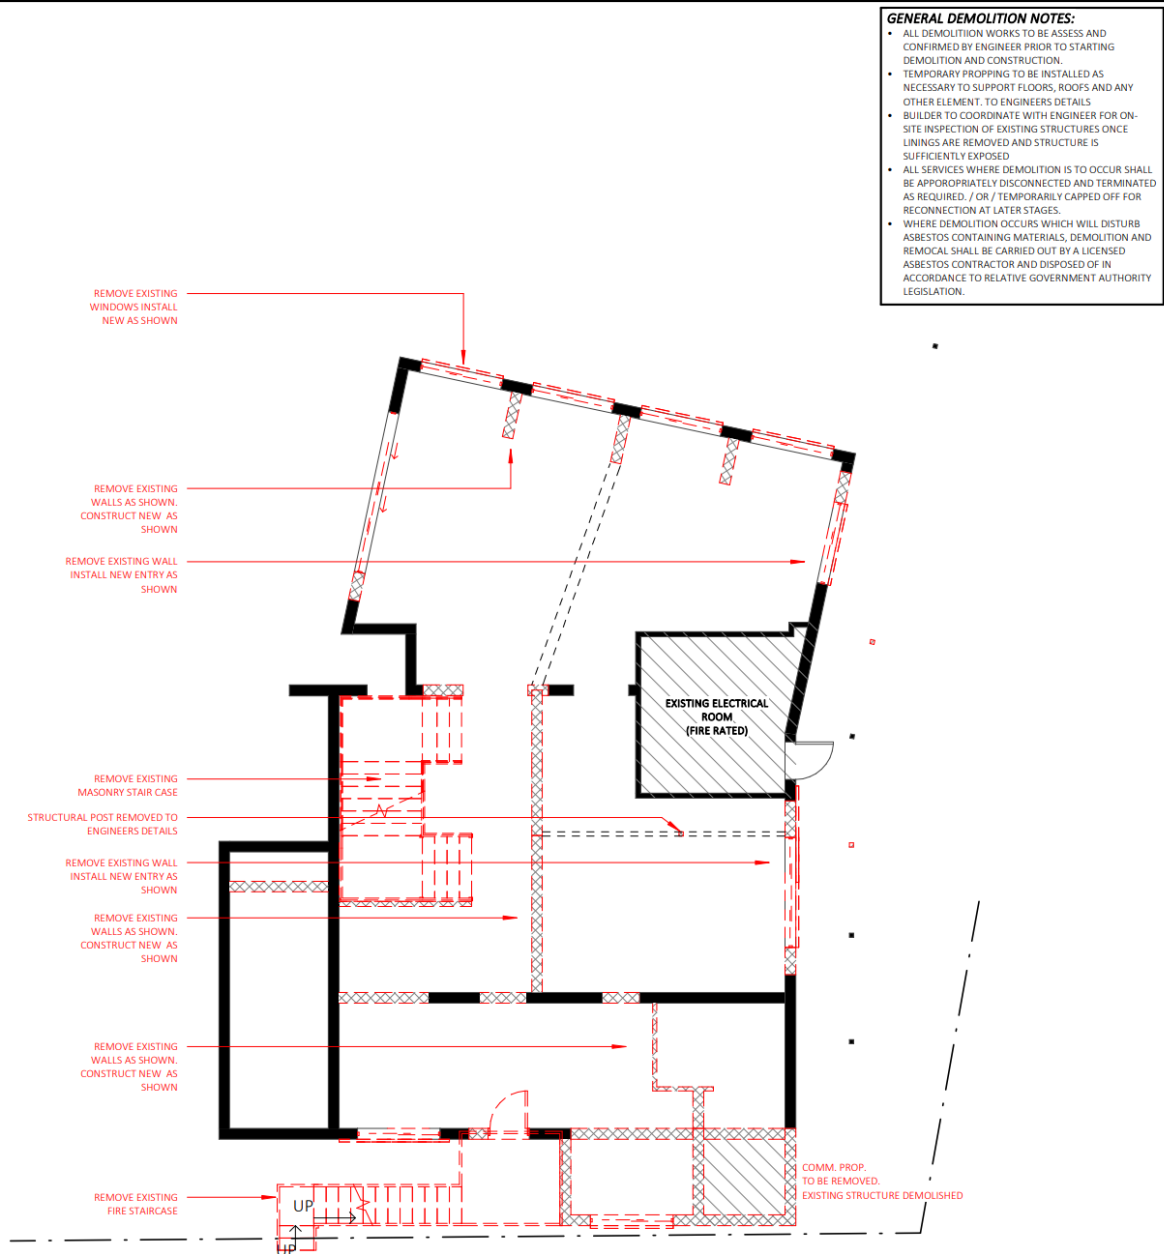 GENERAL DEMOLITION NOTES:
• ALL DEMOLITIION WORKS TO BE ASSESS AND
CONFIRMED BY ENGINEER PRIOR TO STARTING
DEMOLITION AND CONSTRUCTION.
• TEMPORARY PROPPING TO BE INSTALLED AS
NECESSARY TO SUPPORT FLOORS, ROOFS AND ANY
OTHER ELEMENT. TO ENGINEERS DETAILS
• BUILDER TO COORDINATE WITH ENGINEER FOR ON-
SITE INSPECTION OF EXISTING STRUCTURES ONCE
LININGS ARE REMOVED AND STRUCTURE IS
SUFFICIENTLY EXPOSED
• ALL SERVICES WHERE DEMOLITION IS TO OCCUR SHALL
BE APPOROPRIATELY DISCONNECTED AND TERMINATED
AS REQUIRED. / OR / TEMPORARILY CAPPED OFF FOR
RECONNECTION AT LATER STAGES.
• WHERE DEMOLITION OCCURS WHICH WILL DISTURB
ASBESTOS CONTAINING MATERIALS, DEMOLITION AND
REMOCAL SHALL BE CARRIED OUT BY A LICENSED
ASBESTOS CONTRACTOR AND DISPOSED OF IN
ACCORDANCE TO RELATIVE GOVERNMENT AUTHORITY
LEGISLATION.
REMOVE EXISTING
WINDOWS INSTALL
NEW AS SHOWN
REMOVE EXISTING
WALLS AS SHOWN.
CONSTRUCT NEW AS
SHOWN
REMOVE EXISTING WALL
INSTALL NEW ENTRY AS
SHOWN
EXISTING ELECTRICAL
ROOM
(FIRE RATED)
REMOVE EXISTING
MASONRY STAIR CASE
STRUCTURAL POST REMOVED TO
ENGINEERS DETAILS
REMOVE EXISTING WALL
INSTALL NEW ENTRY AS
SHOWN
REMOVE EXISTING
WALLS AS SHOWN.
CONSTRUCT NEW AS
SHOWN
REMOVE EXISTING
WALLS AS SHOWN.
CONSTRUCT NEW AS
SHOWN
COMM. PROP.
TO BE REMOVED.
EXISTING STRUCTURE DEMOLISHED
REMOVE EXISTING
FIRE STAIRCASE
UP
UP